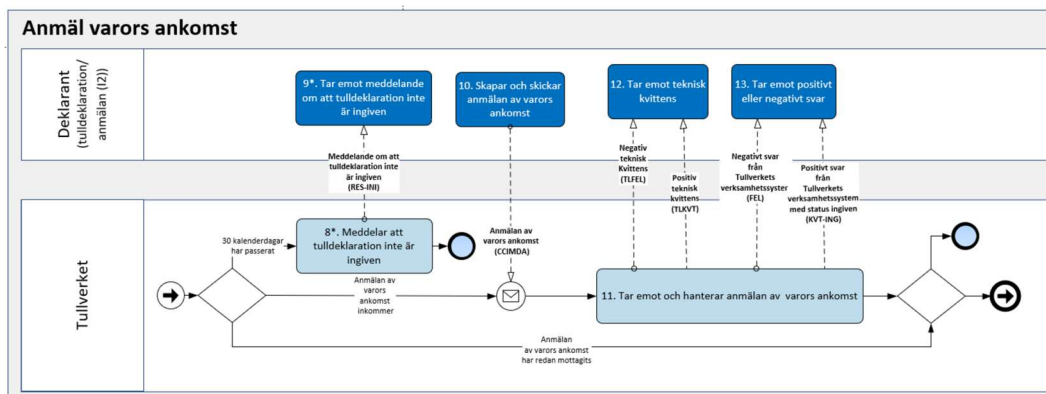 Anmäl varors ankomst
Deklarant
(tulldeklaration/
anmälan (I2))
9*. Tar emot meddelande
om att tulldeklaration inte
är ingiven
10. Skapar och skickar
anmälan av varors
ankomst
12. Tar emot teknisk
kvittens
13. Tar emot positivt
eller negativt svar
Meddelande om att
tulldeklaration inte
är ingiven
(RES-INI)
Negativ
teknisk
Kvittens
(TLFEL)
Positiv
teknisk
kvittens
(TLKVT)
Negativt svar
från
Tullverkets
verksamhetssyster
(FEL)
Positivt svar
från
Tullverkets
verksamhetssystem
med status ingiven
(KVT-ING)
Tullverket
30 kalenderdagar
har passerat
8*. Meddelar att
tulldeklaration inte är
ingiven
Anmälan av
varors ankomst
(CCIMDA)
Anmälan av
varors
ankomst
inkommer
11. Tar emot och hanterar anmälan av varors ankomst
Anmälan
av varors ankomst
har redan mottagits